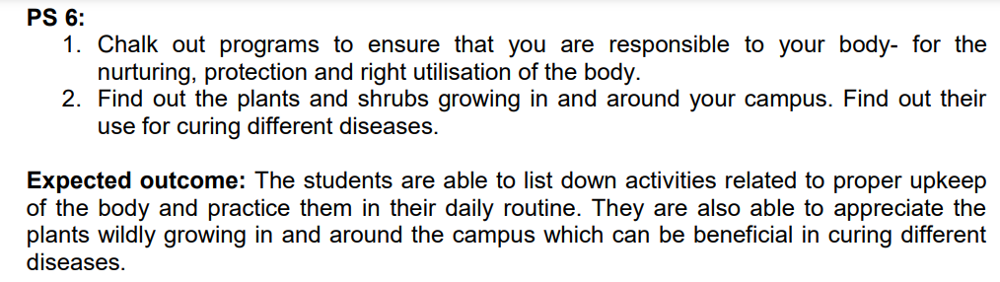 PS 6:
1. Chalk out programs to ensure that you are responsible to your body- for the
nurturing, protection and right utilisation of the body.
2. Find out the plants and shrubs growing in and around your campus. Find out their
use for curing different diseases.
Expected outcome: The students are able to list down activities related to proper upkeep
of the body and practice them in their daily routine. They are also able to appreciate the
plants wildly growing in and around the campus which can be beneficial in curing different
diseases.